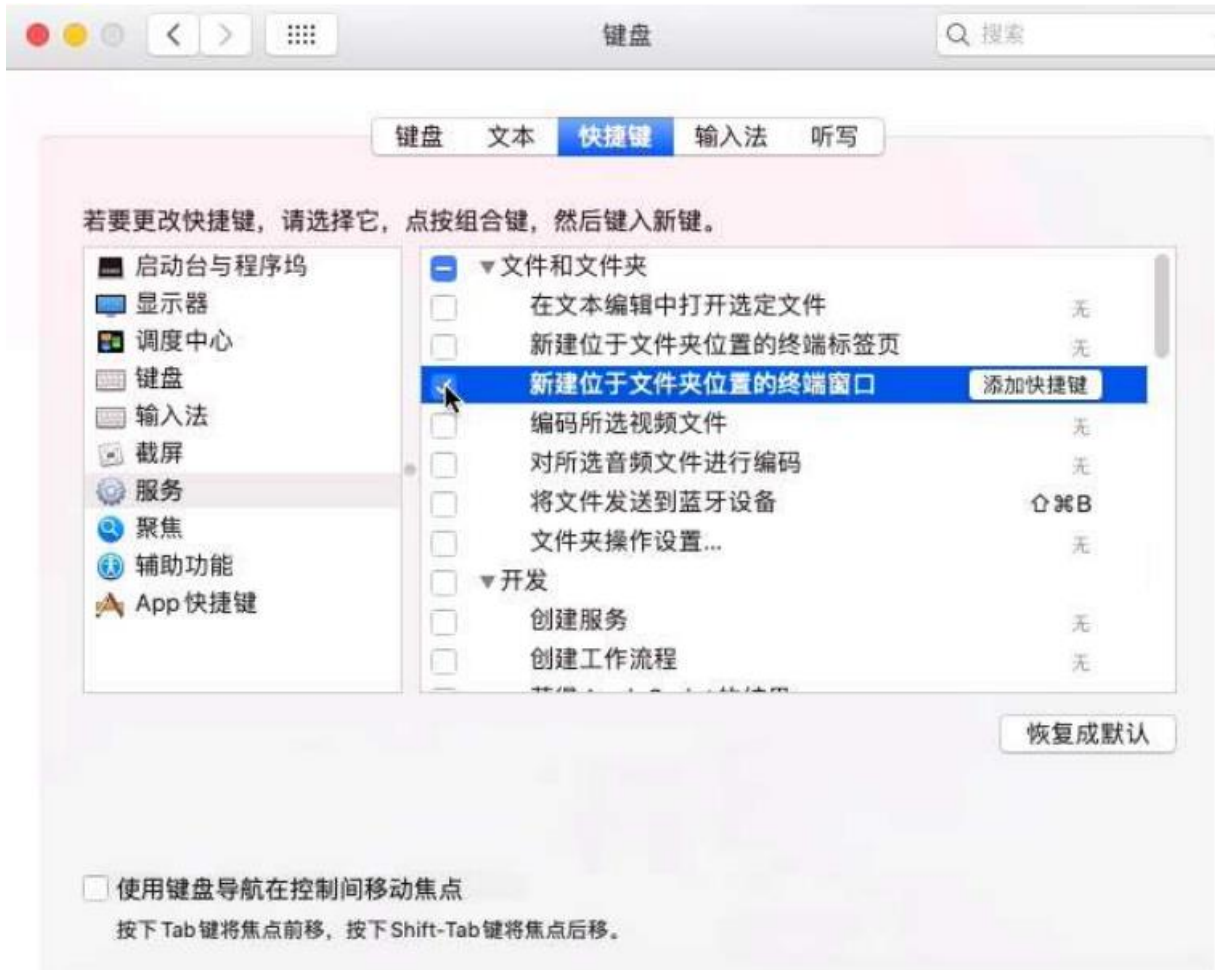 键盘
搜索
键盘 文本 快捷键 输入法 听写
若要更改快捷键，请选择它，点按组合键，然后键入新键。
启动台与程序坞
显示器
调度中心
键盘
输入法
截屏
服务
聚焦
辅助功能
App 快捷键
文件和文件夹
在文本编辑中打开选定文件 无
新建位于文件夹位置的终端标签页 无
新建位于文件夹位置的终端窗口 添加快捷键
编码所选视频文件 无
对所选音频文件进行编码 无
将文件发送到蓝牙设备 ⇧⌘B
文件夹操作设置... 无
开发
创建服务 无
创建工作流程 无
恢复成默认
使用键盘导航在控制间移动焦点
按下 Tab 键将焦点前移，按下 Shift-Tab 键将焦点后移。